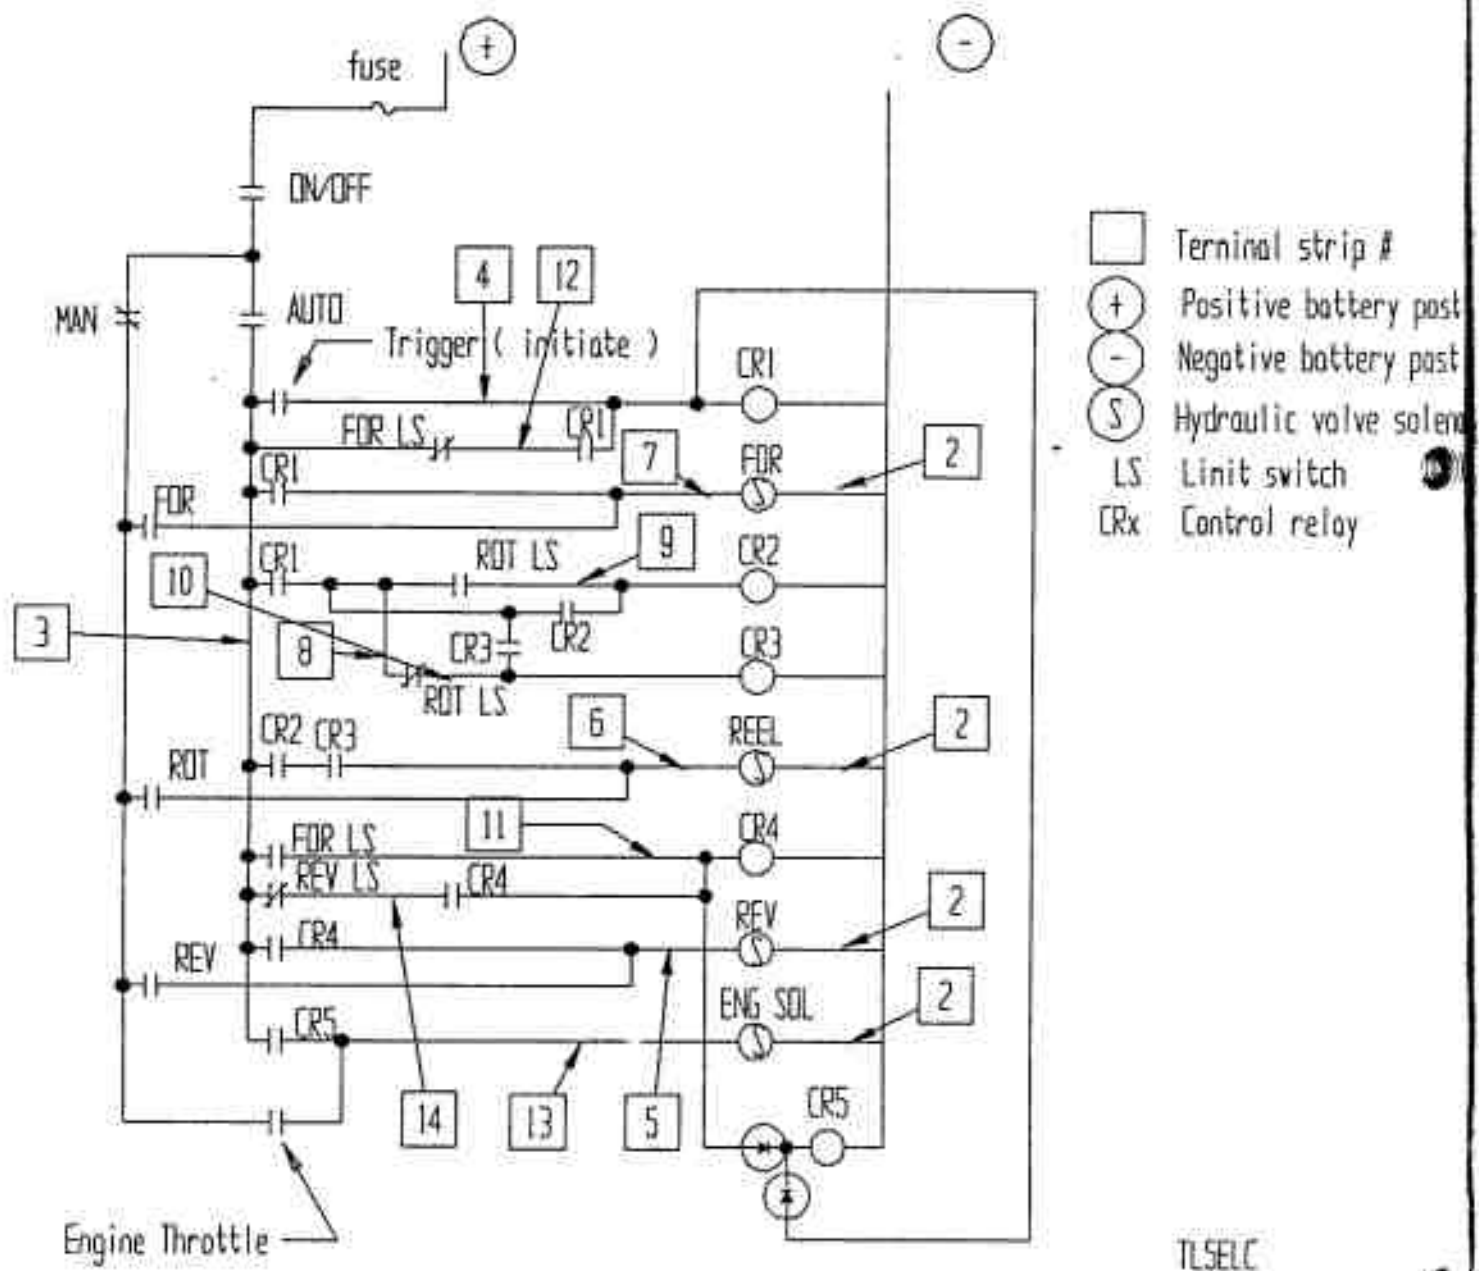 +
-
fuse
ON/OFF
MAN
AUTO
Trigger ( initiate )
4
12
CR1
FOR LS
CR1
7
FOR
2
CR1
FOR
CR1
ROT LS
9
CR2
10
3
8
CR3
CR2
CR3
ROT LS
6
REEL
2
CR2
CR3
ROT
11
CR4
FOR LS
REV LS
CR4
REV
2
CR4
REV
ENG SOL
2
CR5
14
13
5
CR5
Engine Throttle
Terninal strip #
+ Positive battery post
- Negative battery post
S Hydraulic valve solen
LS Linit switch
CRx Control relay
TLSELC